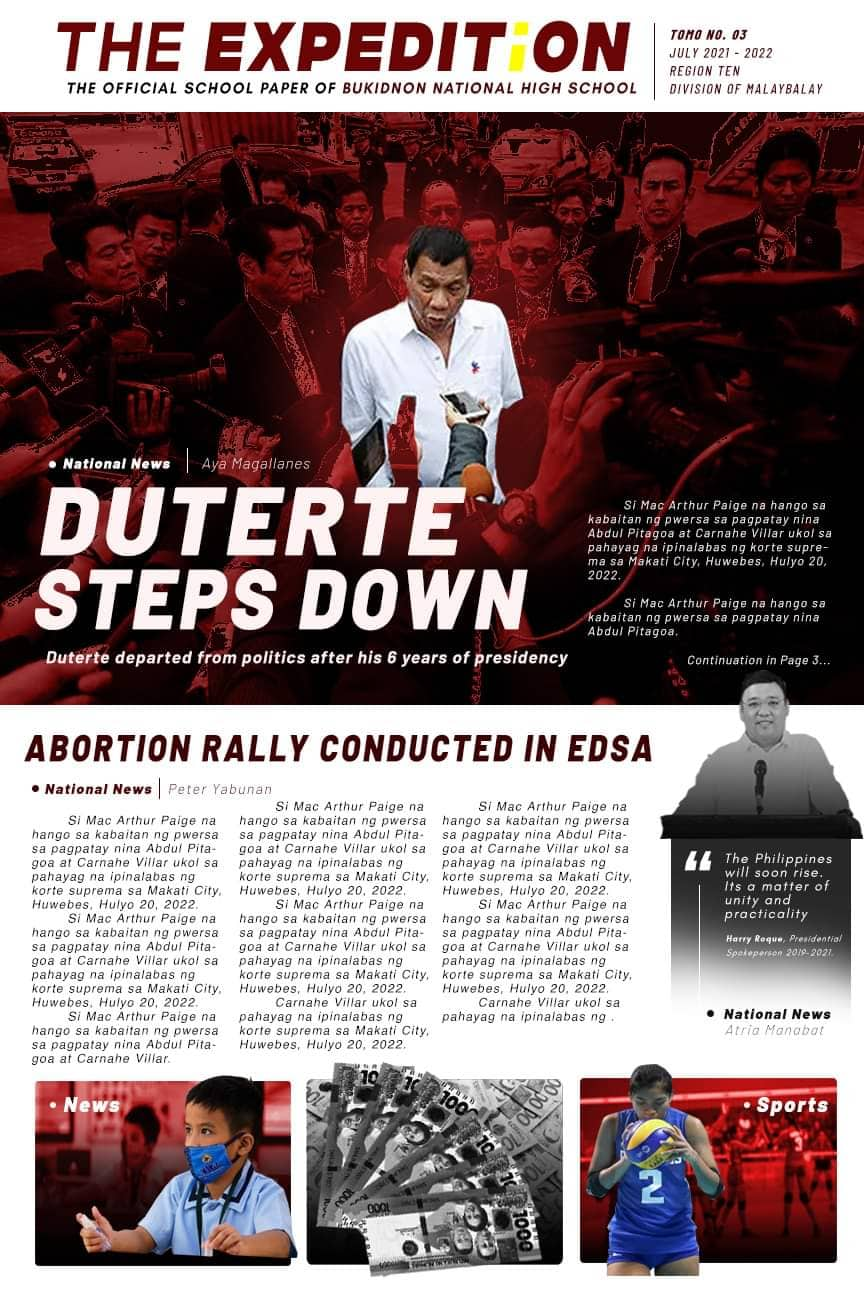 THE EXPEDITiON
THE OFFICIAL SCHOOL PAPER OF BUKIDNON NATIONAL HIGH SCHOOL
TOMO NO. 03
JULY 2021 - 2022
REGION TEN
DIVISION OF MALAYBALAY
• National News | Aya Magallanes
DUTERTE
STEPS DOWN
Duterte departed from politics after his 6 years of presidency
Si Mac Arthur Paige na hango sa
kabaitan ng pwersa sa pagpatay nina
Abdul Pitagoa at Carnahe Villar ukol sa
pahayag na ipinalabas ng korte supre-
ma sa Makati City, Huwebes, Hulyo 20,
2022.
Si Mac Arthur Paige na hango sa
kabaitan ng pwersa sa pagpatay nina
Abdul Pitagoa.
Continuation in Page 3...
ABORTION RALLY CONDUCTED IN EDSA
• National News | Peter Yabunan
Si Mac Arthur Paige na
hango sa kabaitan ng pwersa
sa pagpatay nina Abdul Pita-
goa at Carnahe Villar ukol sa
pahayag na ipinalabas ng
korte suprema sa Makati City,
Huwebes, Hulyo 20, 2022.
Si Mac Arthur Paige na
hango sa kabaitan ng pwersa
sa pagpatay nina Abdul Pita-
goa at Carnahe Villar ukol sa
pahayag na ipinalabas ng
korte suprema sa Makati City,
Huwebes, Hulyo 20, 2022.
Si Mac Arthur Paige na
hango sa kabaitan ng pwersa
sa pagpatay nina Abdul Pita-
goa at Carnahe Villar.
Si Mac Arthur Paige na
hango sa kabaitan ng pwersa
sa pagpatay nina Abdul Pita-
goa at Carnahe Villar ukol sa
pahayag na ipinalabas ng
korte suprema sa Makati City,
Huwebes, Hulyo 20, 2022.
Si Mac Arthur Paige na
hango sa kabaitan ng pwersa
sa pagpatay nina Abdul Pita-
goa at Carnahe Villar ukol sa
pahayag na ipinalabas ng
korte suprema sa Makati City,
Huwebes, Hulyo 20, 2022.
Carnahe Villar ukol sa
pahayag na ipinalabas ng
korte suprema sa Makati City,
Huwebes, Hulyo 20, 2022.
Si Mac Arthur Paige na
hango sa kabaitan ng pwersa
sa pagpatay nina Abdul Pita-
goa at Carnahe Villar ukol sa
pahayag na ipinalabas ng
korte suprema sa Makati City,
Huwebes, Hulyo 20, 2022.
Si Mac Arthur Paige na
hango sa kabaitan ng pwersa
sa pagpatay nina Abdul Pita-
goa at Carnahe Villar ukol sa
pahayag na ipinalabas ng
korte suprema sa Makati City,
Huwebes, Hulyo 20, 2022.
Carnahe Villar ukol sa
pahayag na ipinalabas ng .
“
The Philippines
will soon rise.
Its a matter of
unity and
practicality
Harry Roque, Presidential
Spokeperson 2019-2021.
• National News
Atria Manabat
• News
1000
1000
1000
• Sports
2